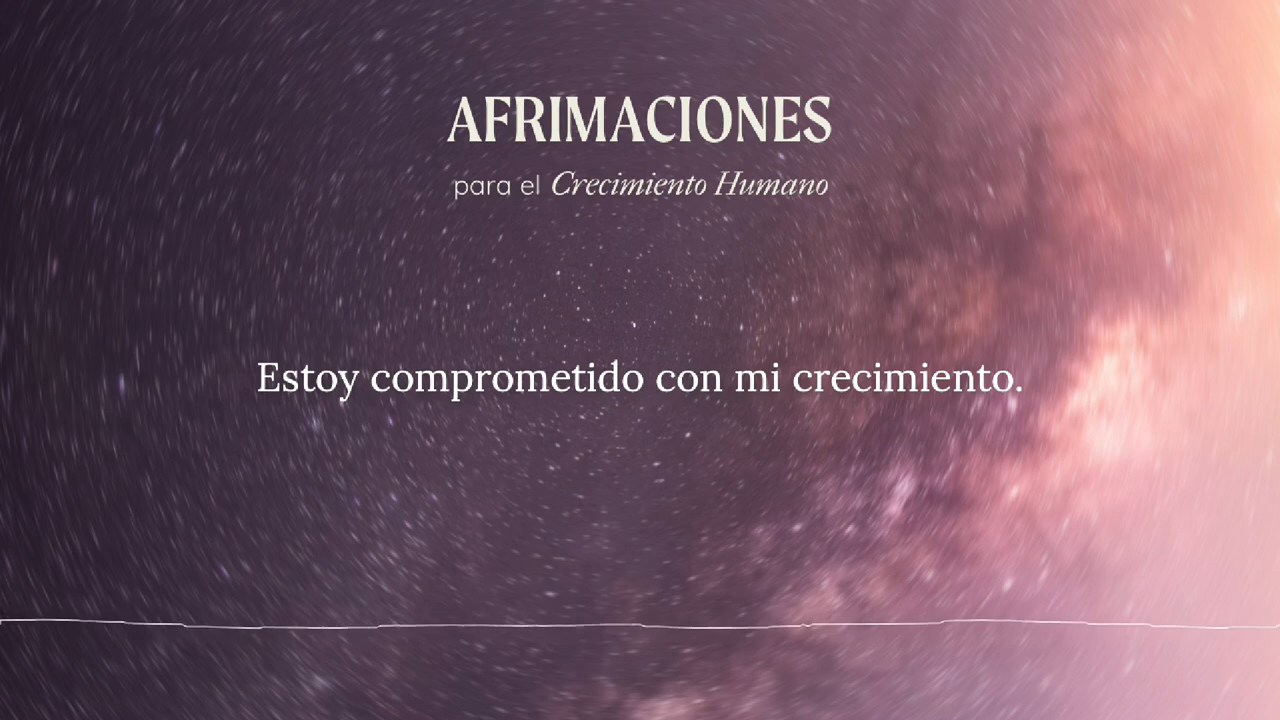 AFRIMACIONES
para el Crecimiento Humano
Estoy comprometido con mi crecimiento.